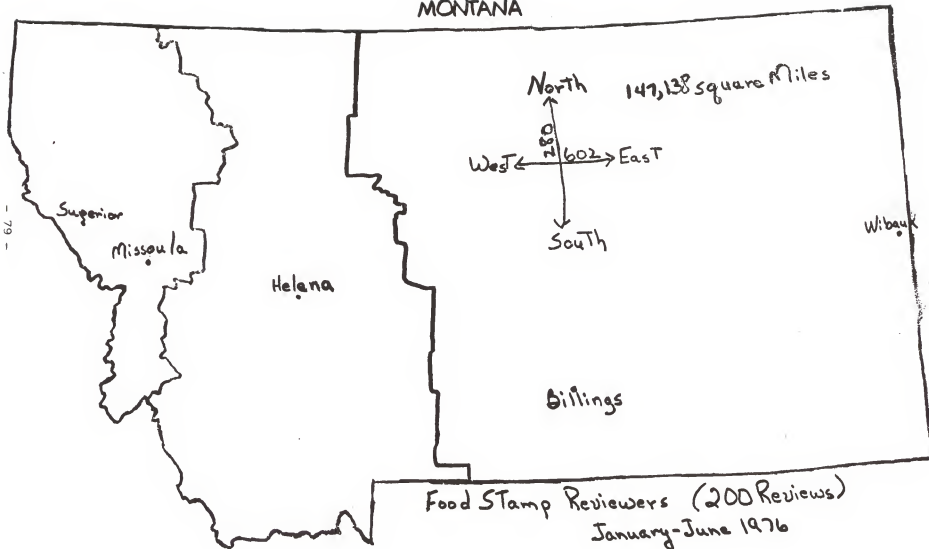 MONTANA
North
147,138 square Miles
280
West 602 East
South
Superior
Missoula
- 79 -
Wibaux
Helena
Billings
Food Stamp Reviewers (200 Reviews)
January-June 1976